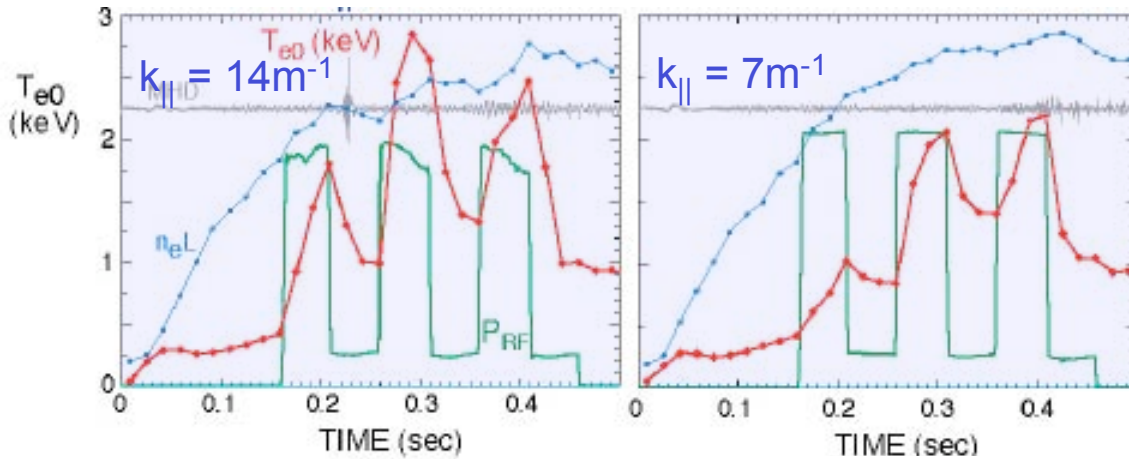 3
T_e0 (keV)
k_|| = 14m^-1
k_|| = 7m^-1
MHD
T_e0
(keV)
2
n_eL
1
P_RF
0
0 0.1 0.2 0.3 0.4
0.1 0.2 0.3 0.4
TIME (sec)
TIME (sec)